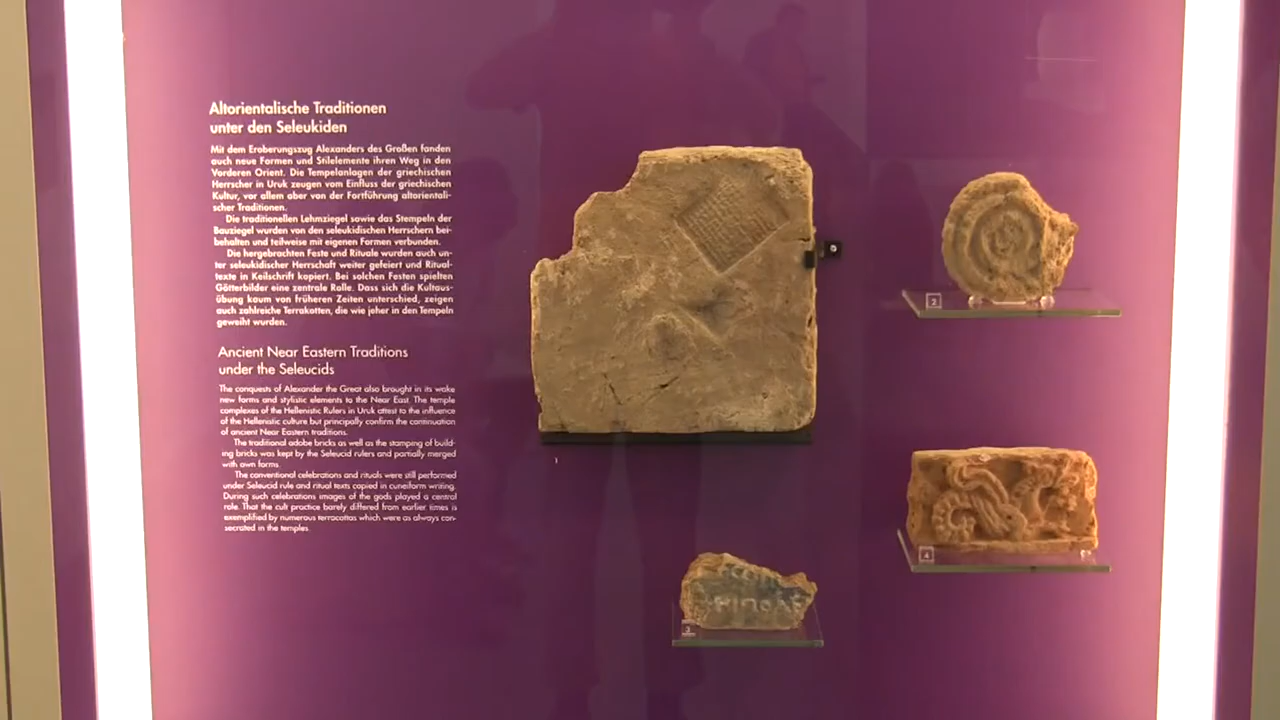 Altorientalische Traditionen
unter den Seleukiden
Mit dem Eroberungszug Alexanders des Großen fanden
auch neue Formen und Stilelemente ihren Weg in den
Vorderen Orient. Die Tempelanlagen der griechischen
Herrscher in Uruk zeugen vom Einfluss der griechischen
Kultur, vor allem aber von der Fortführung altorientali-
scher Traditionen.
Die traditionellen Lehmziegel sowie das Stempeln der
Bauziegel wurden von den seleukidischen Herrschern bei-
behalten und teilweise mit eigenen Formen verbunden.
Die hergebrachten Feste und Rituale wurden auch un-
ter seleukidischer Herrschaft weiter gefeiert und Ritual-
texte in Keilschrift kopiert. Bei solchen Festen spielten
Götterbilder eine zentrale Rolle. Dass sich die Kultaus-
übung kaum von früheren Zeiten unterschied, zeigen
auch zahlreiche Terrakotten, die wie jeher in den Tempeln
geweiht wurden.
Ancient Near Eastern Traditions
under the Seleucids
The conquests of Alexander the Great also brought in its wake
new forms and stylistic elements to the Near East. The temple
complexes of the Hellenistic Rulers in Uruk attest to the influence
of the Hellenistic culture but principally confirm the continuation
of ancient Near Eastern traditions.
The traditional adobe bricks as well as the stamping of build-
ing bricks was kept by the Seleucid rulers and partially merged
with own forms.
The conventional celebrations and rituals were still performed
under Seleucid rule and ritual texts copied in cuneiform writing.
During such celebrations images of the gods played a central
role. That the cult practice barely differed from earlier times is
exemplified by numerous terracottas which were as always con-
secrated in the temples.
2
4
3